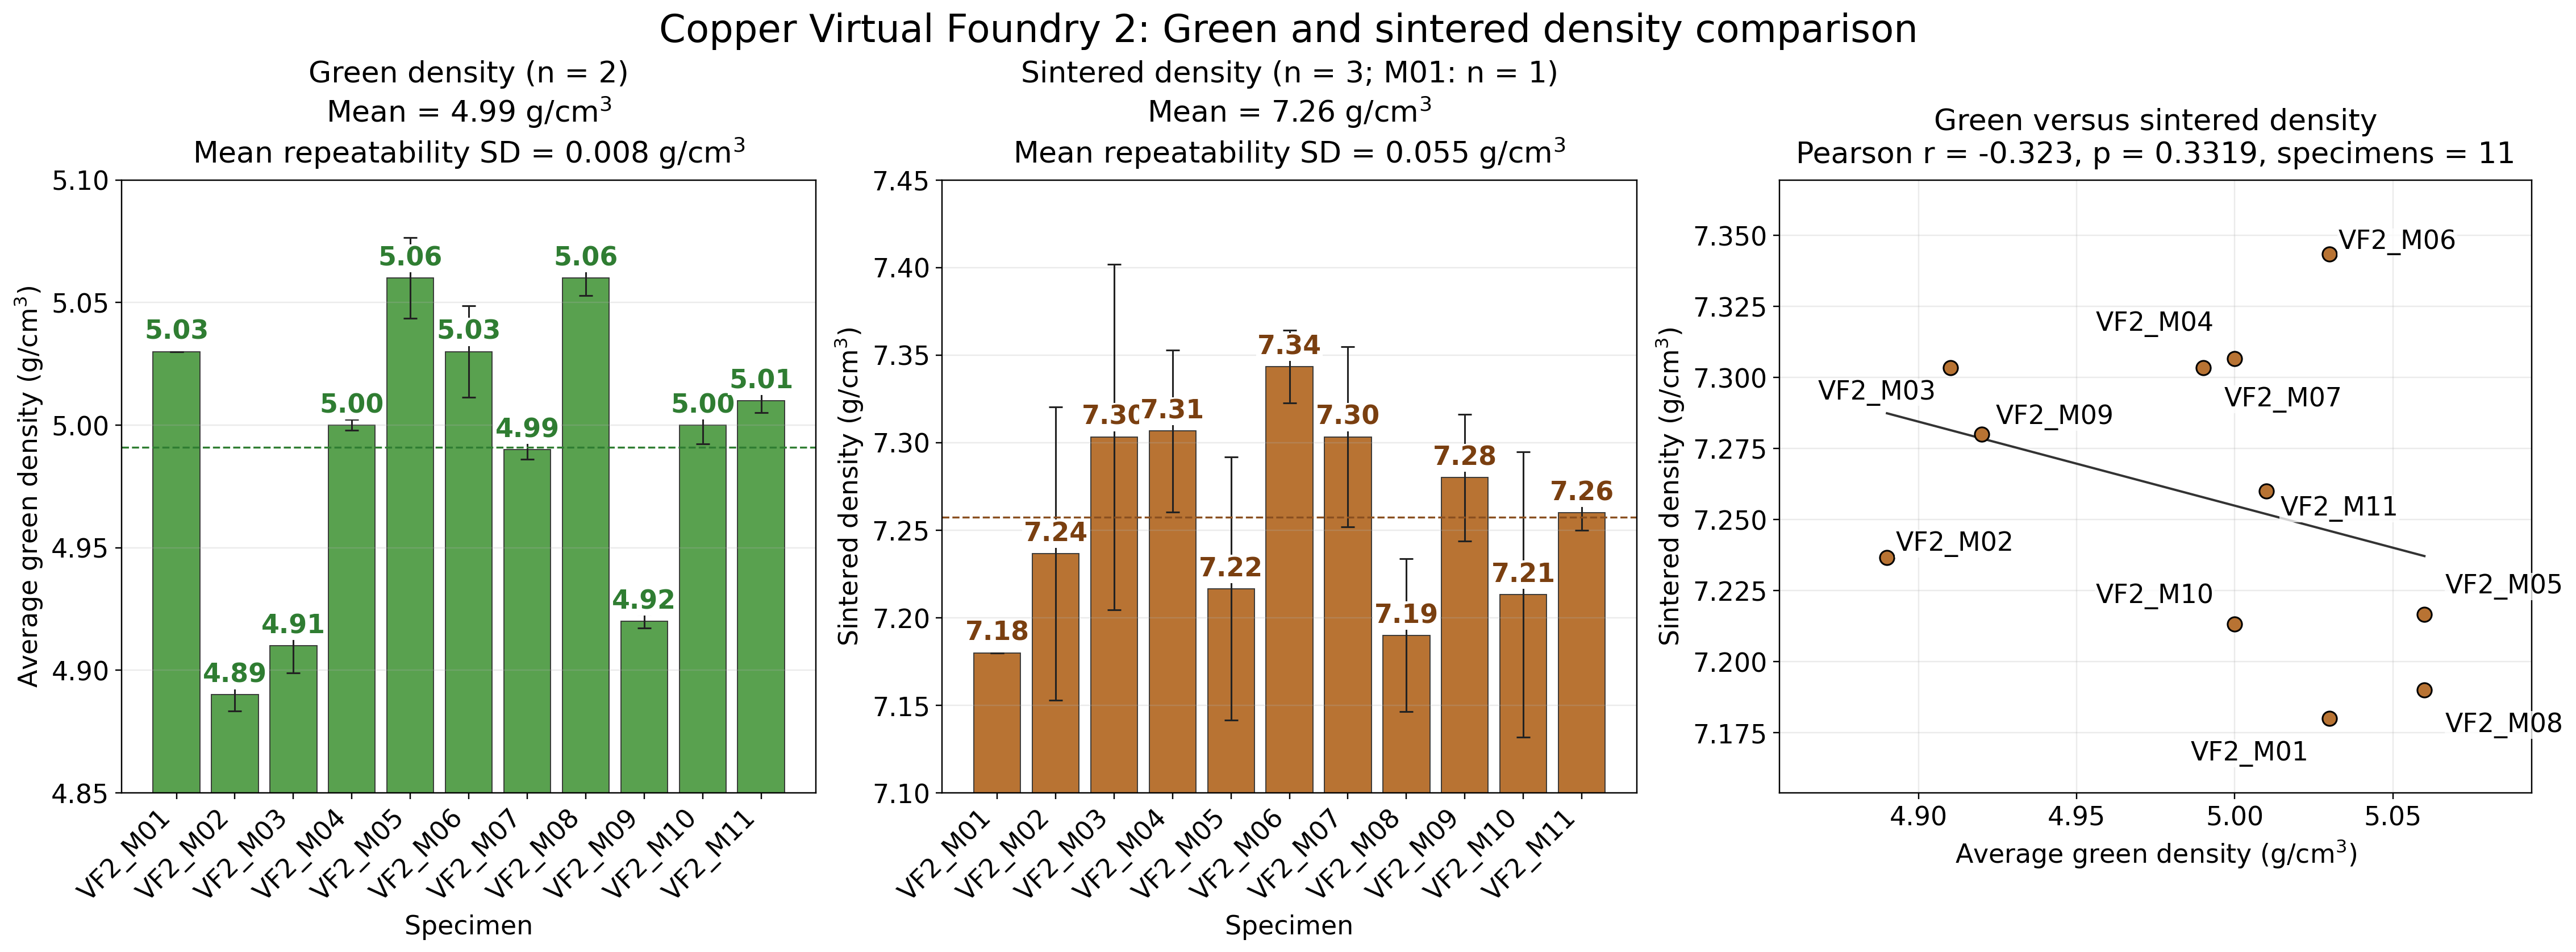 Copper Virtual Foundry 2: Green and sintered density comparison
Green density (n = 2)
Mean = 4.99 g/cm³
Mean repeatability SD = 0.008 g/cm³
Average green density (g/cm³)
5.10
5.05
5.00
4.95
4.90
4.85
5.03
4.89
4.91
5.00
5.06
5.03
4.99
5.06
4.92
5.00
5.01
VF2_M01
VF2_M02
VF2_M03
VF2_M04
VF2_M05
VF2_M06
VF2_M07
VF2_M08
VF2_M09
VF2_M10
VF2_M11
Specimen
Sintered density (n = 3; M01: n = 1)
Mean = 7.26 g/cm³
Mean repeatability SD = 0.055 g/cm³
Sintered density (g/cm³)
7.45
7.40
7.35
7.30
7.25
7.20
7.15
7.10
7.18
7.24
7.30
7.31
7.22
7.34
7.30
7.19
7.28
7.21
7.26
VF2_M01
VF2_M02
VF2_M03
VF2_M04
VF2_M05
VF2_M06
VF2_M07
VF2_M08
VF2_M09
VF2_M10
VF2_M11
Specimen
Green versus sintered density
Pearson r = -0.323, p = 0.3319, specimens = 11
Sintered density (g/cm³)
7.350
7.325
7.300
7.275
7.250
7.225
7.200
7.175
VF2_M06
VF2_M04
VF2_M03
VF2_M07
VF2_M09
VF2_M11
VF2_M02
VF2_M05
VF2_M10
VF2_M08
VF2_M01
4.90
4.95
5.00
5.05
Average green density (g/cm³)